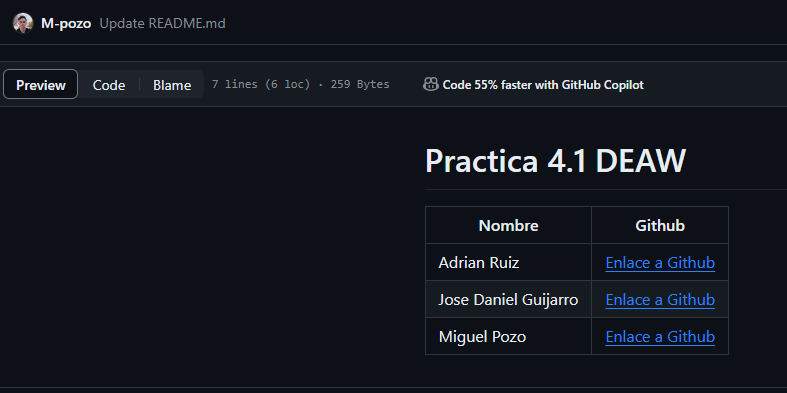 M-pozo Update README.md
Preview Code Blame 7 lines (6 loc) · 259 Bytes Code 55% faster with GitHub Copilot
Practica 4.1 DEAW
Nombre Github
Adrian Ruiz Enlace a Github
Jose Daniel Guijarro Enlace a Github
Miguel Pozo Enlace a Github